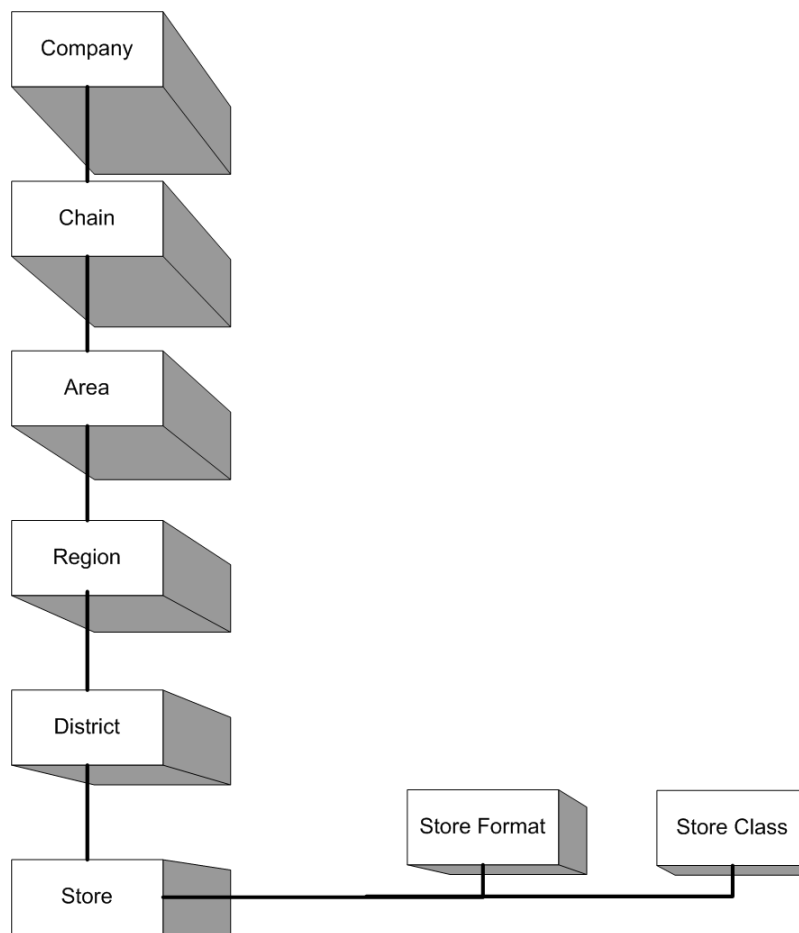 Company
Chain
Area
Region
District
Store Format
Store Class
Store